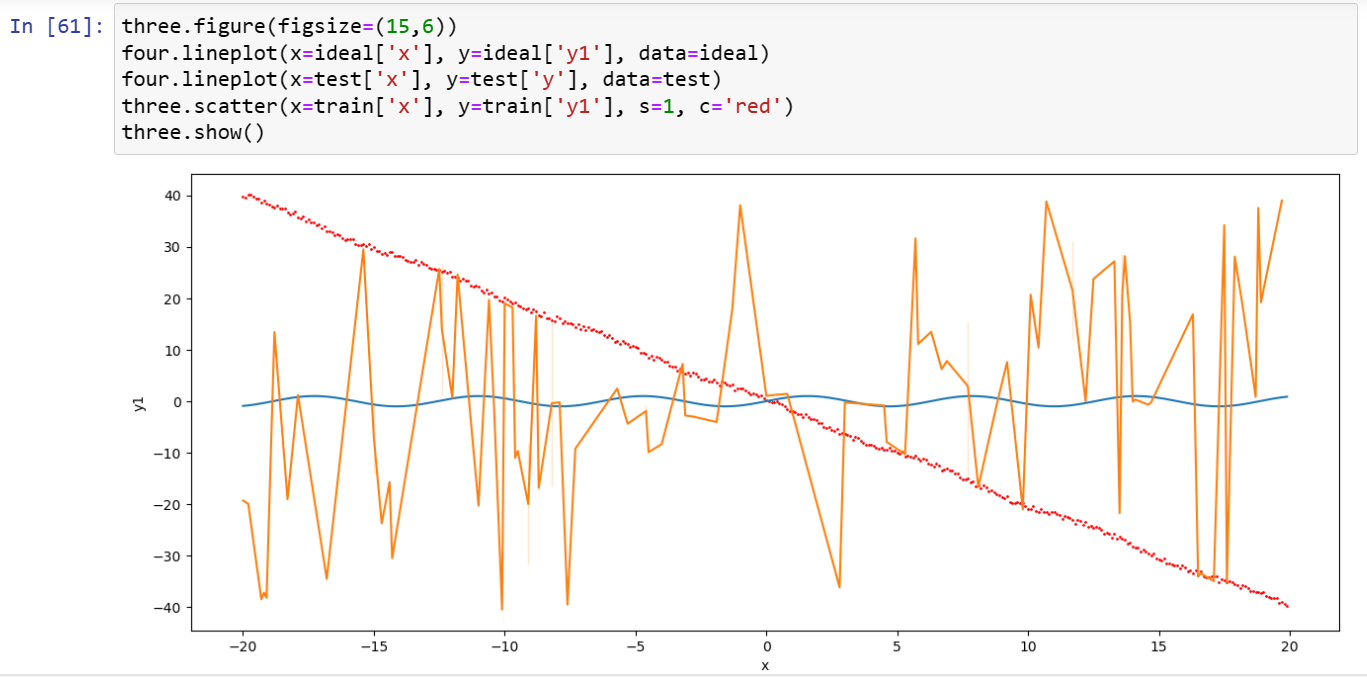 In [61]: three.figure(figsize=(15,6))
four.lineplot(x=ideal['x'], y=ideal['y1'], data=ideal)
four.lineplot(x=test['x'], y=test['y'], data=test)
three.scatter(x=train['x'], y=train['y1'], s=1, c='red')
three.show()
40
30
20
10
0
−10
−20
−30
−40
y1
−20 −15 −10 −5 0 5 10 15 20
x